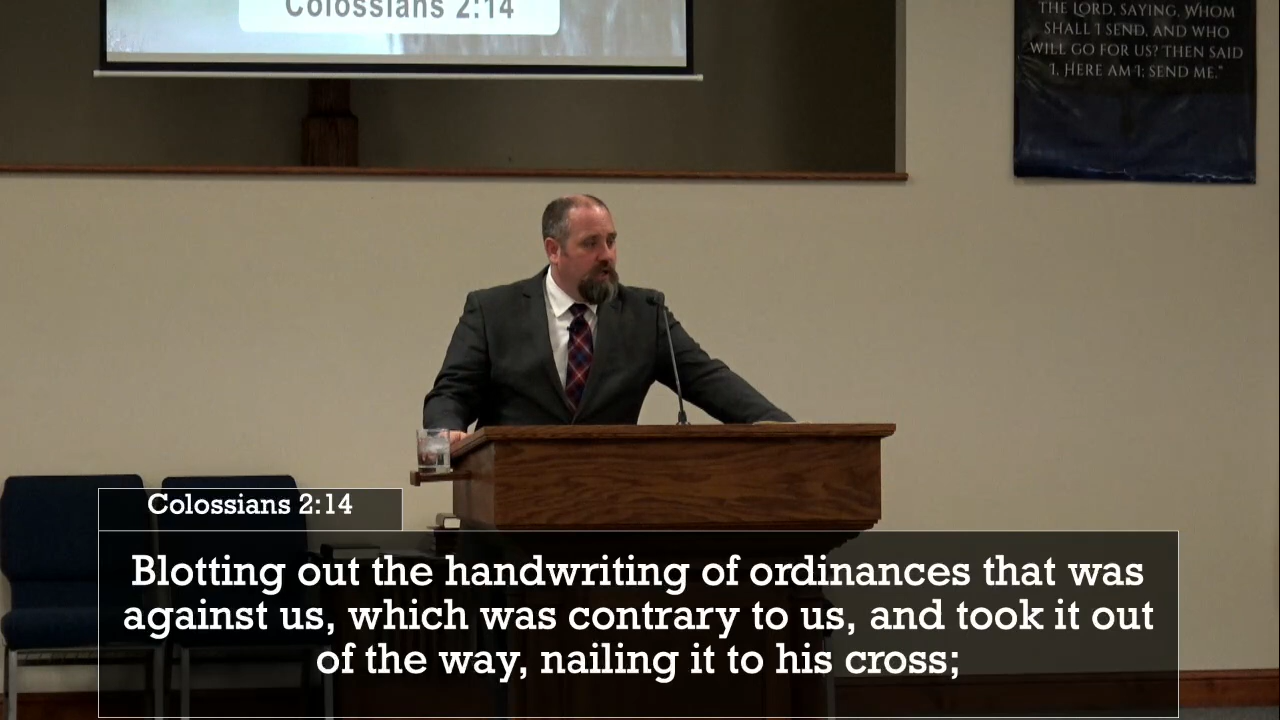 Colossians 2:14
THE LORD, SAYING, WHOM
SHALL I SEND, AND WHO
WILL GO FOR US? THEN SAID
I, HERE AM I; SEND ME."
Colossians 2:14
Blotting out the handwriting of ordinances that was
against us, which was contrary to us, and took it out
of the way, nailing it to his cross;